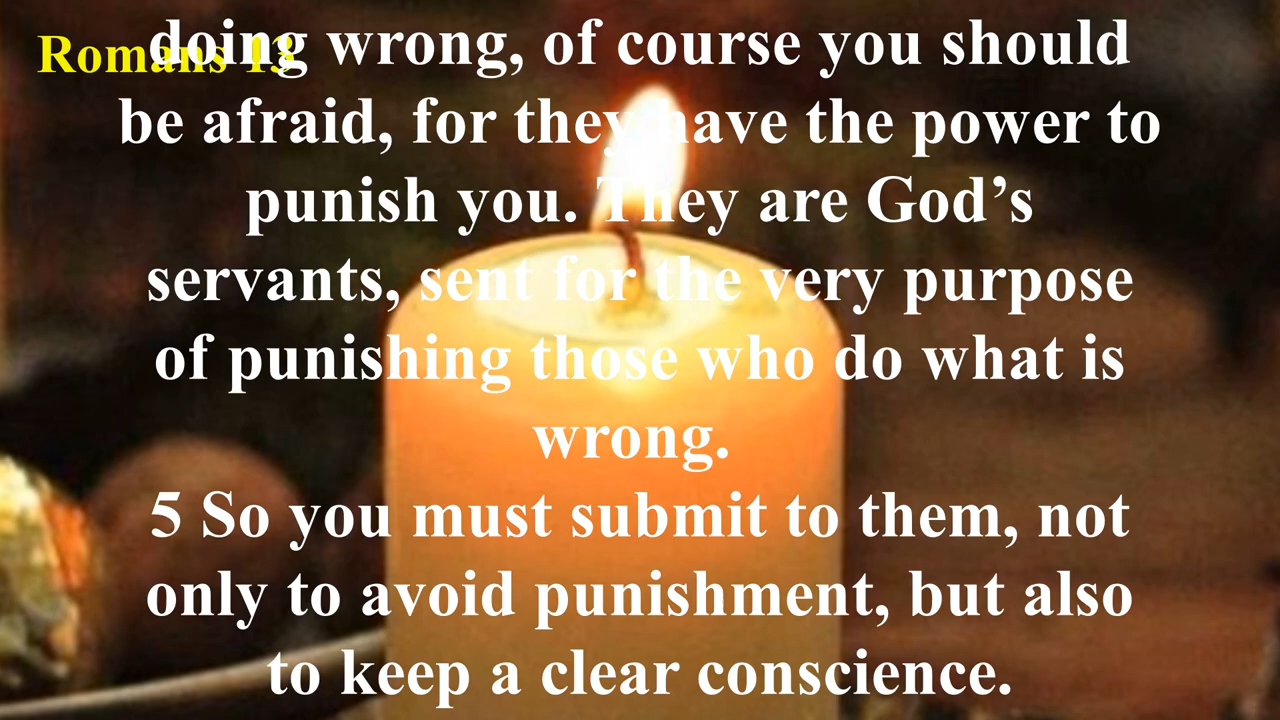 Romans 13
doing wrong, of course you should
be afraid, for they have the power to
punish you. They are God’s
servants, sent for the very purpose
of punishing those who do what is
wrong.
5 So you must submit to them, not
only to avoid punishment, but also
to keep a clear conscience.